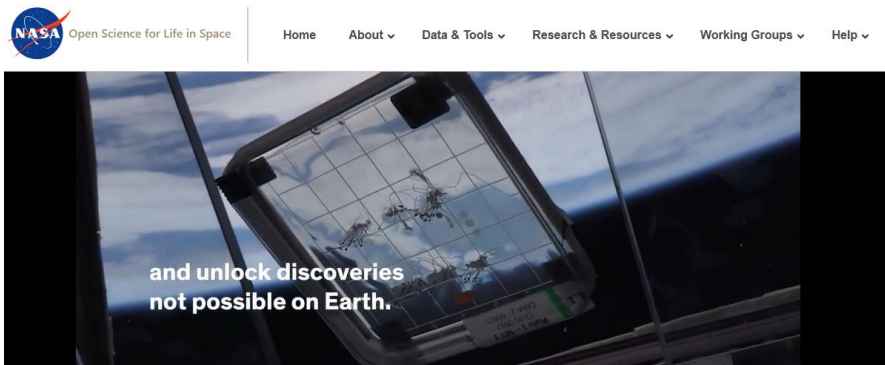 NASA
Open Science for Life in Space
Home
About
Data & Tools
Research & Resources
Working Groups
Help
and unlock discoveries
not possible on Earth.